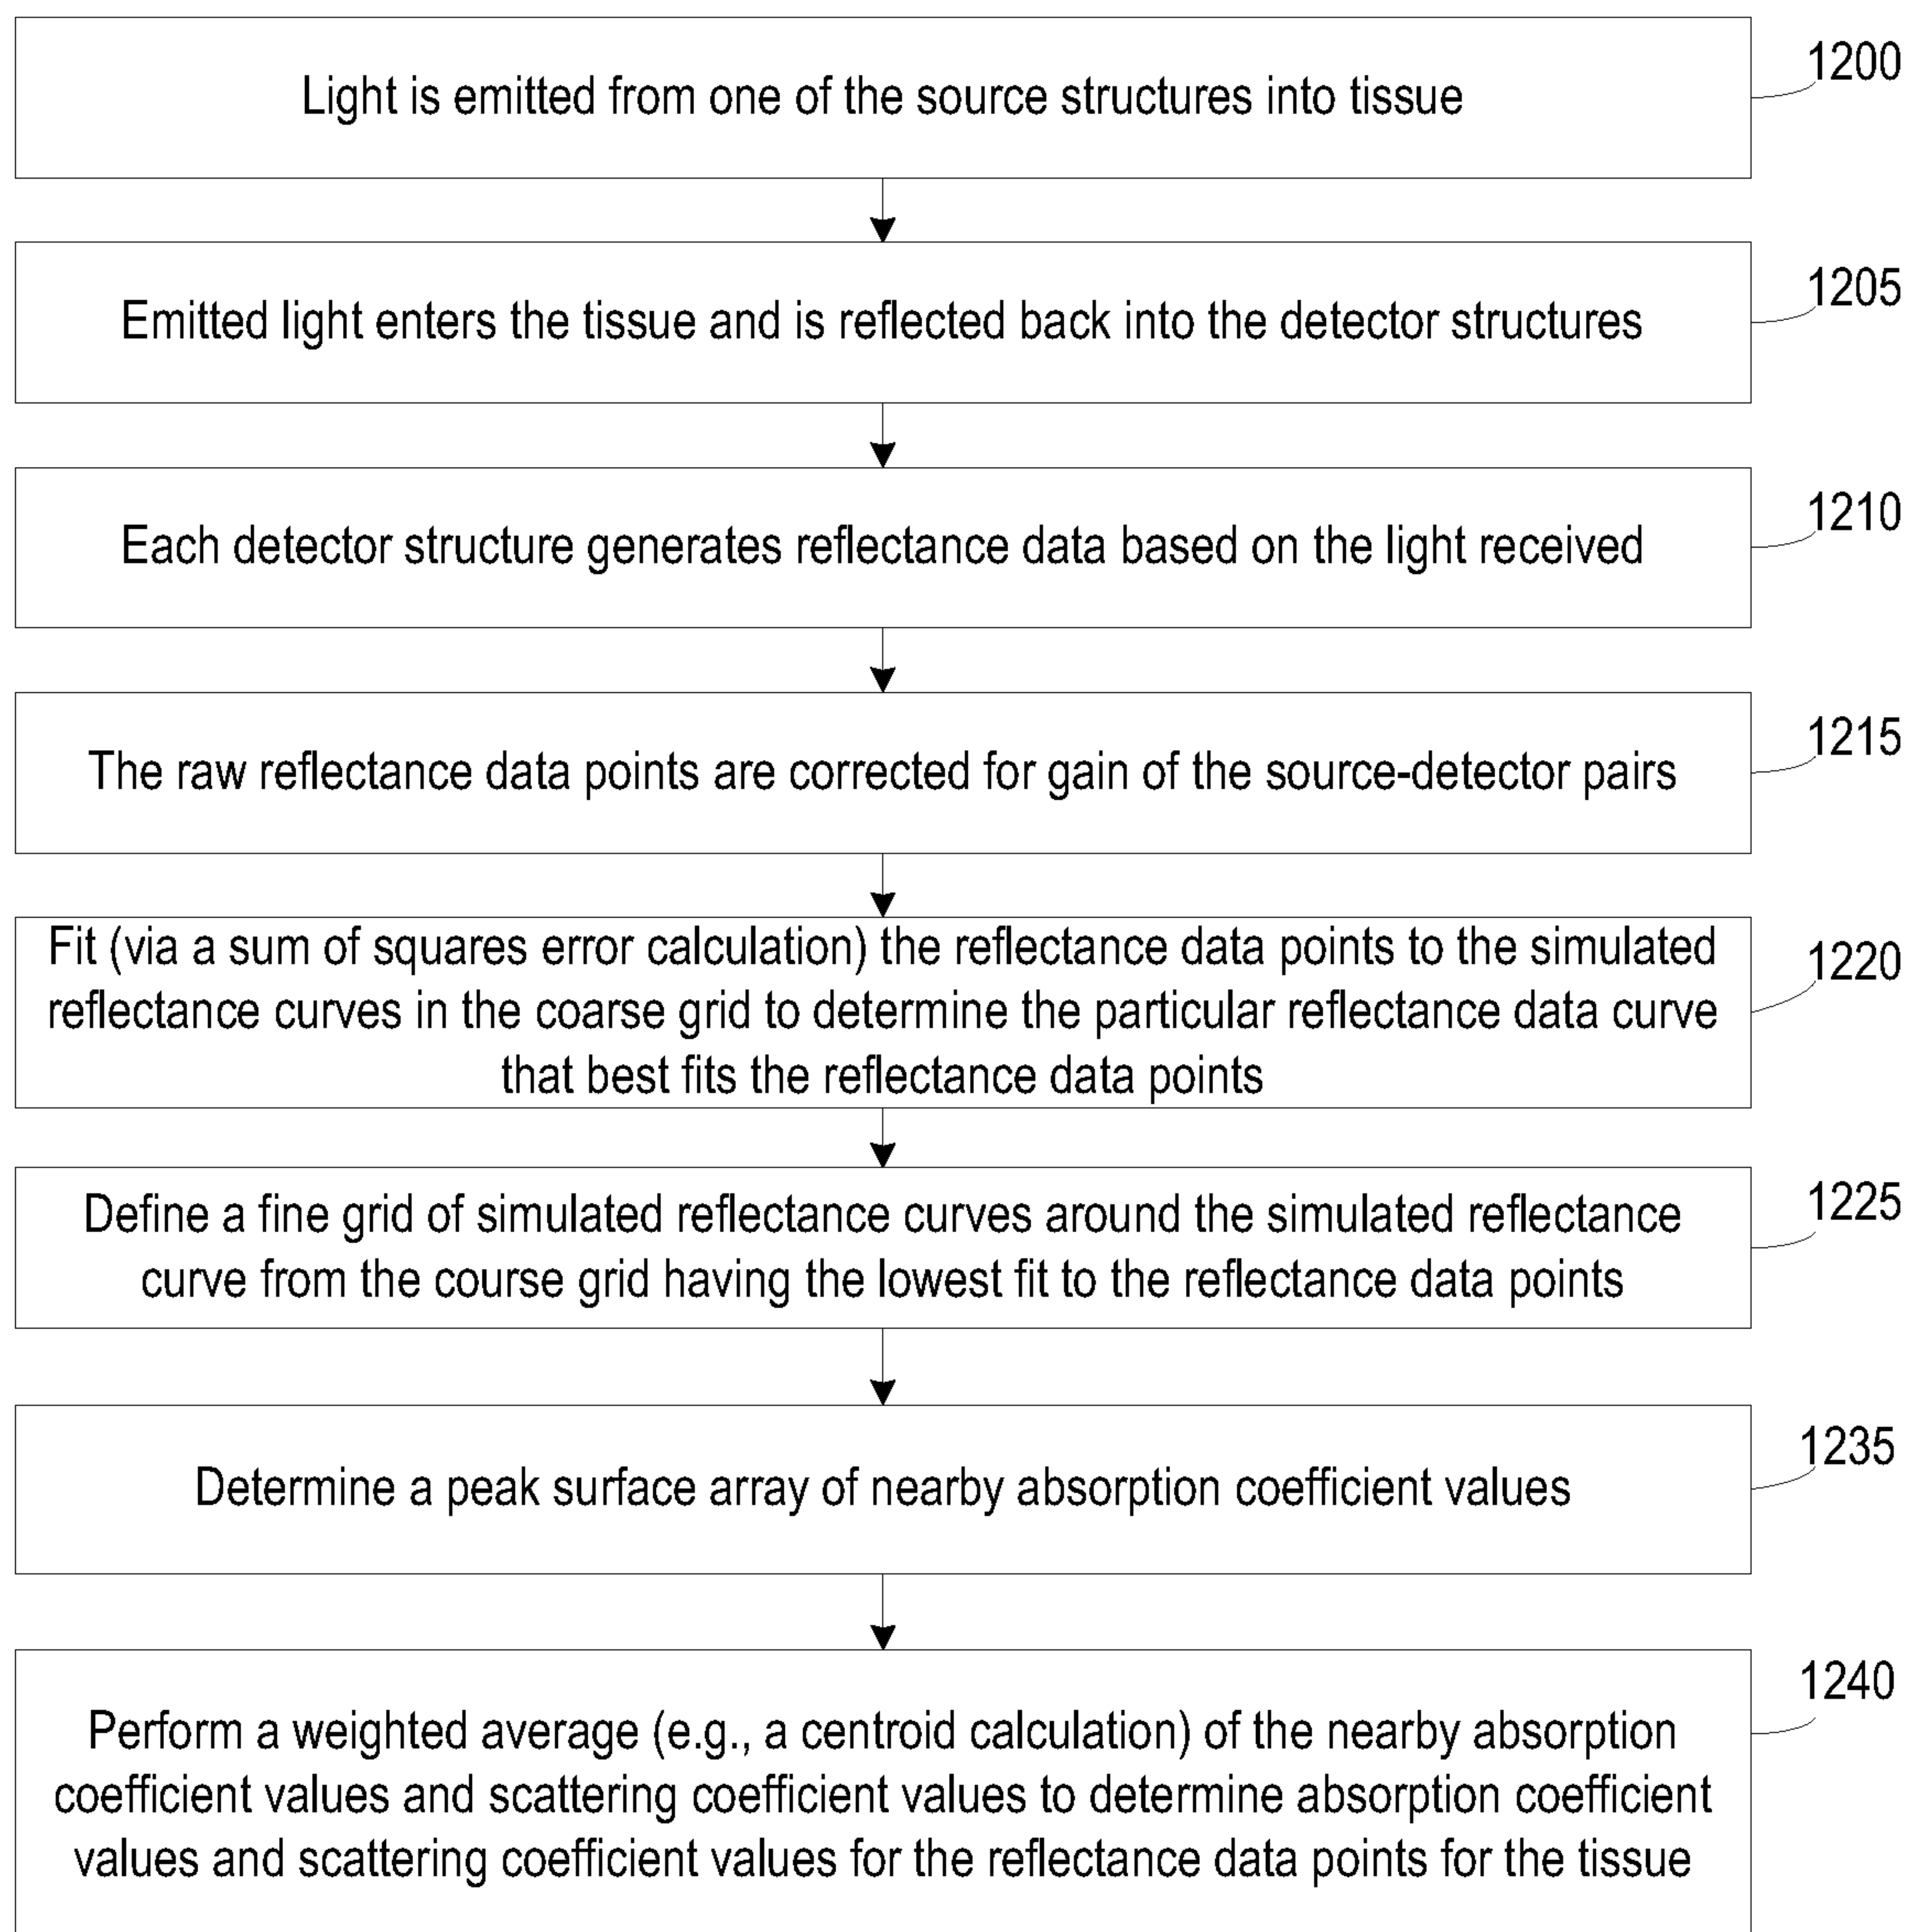 Light is emitted from one of the source structures into tissue
1200
Emitted light enters the tissue and is reflected back into the detector structures
1205
Each detector structure generates reflectance data based on the light received
1210
The raw reflectance data points are corrected for gain of the source-detector pairs
1215
Fit (via a sum of squares error calculation) the reflectance data points to the simulated
reflectance curves in the coarse grid to determine the particular reflectance data curve
that best fits the reflectance data points
1220
Define a fine grid of simulated reflectance curves around the simulated reflectance
curve from the course grid having the lowest fit to the reflectance data points
1225
Determine a peak surface array of nearby absorption coefficient values
1235
Perform a weighted average (e.g., a centroid calculation) of the nearby absorption
coefficient values and scattering coefficient values to determine absorption coefficient
values and scattering coefficient values for the reflectance data points for the tissue
1240